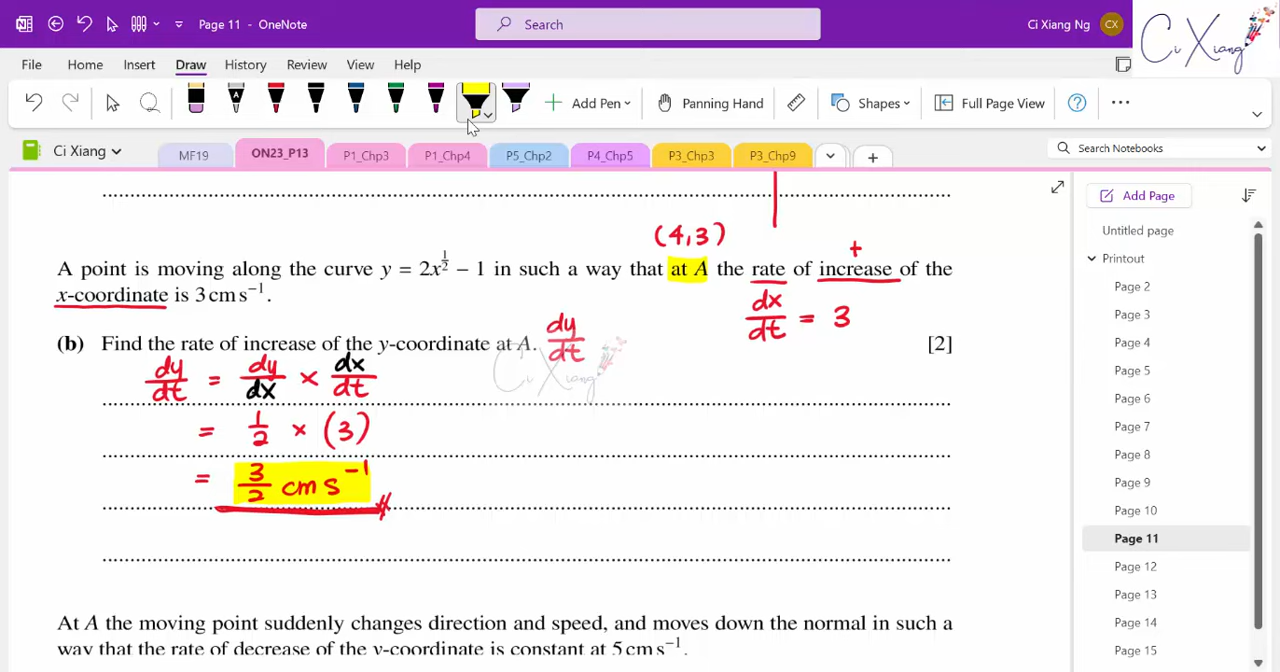 Page 11 - OneNote
Search
Ci Xiang Ng
CX
Ci Xiang
File Home Insert Draw History Review View Help
Add Pen
Panning Hand
Shapes
Full Page View
Ci Xiang
MF19
ON23_P13
P1_Chp3
P1_Chp4
P5_Chp2
P4_Chp5
P3_Chp3
P3_Chp9
Search Notebooks
Add Page
Untitled page
Printout
Page 2
Page 3
Page 4
Page 5
Page 6
Page 7
Page 8
Page 9
Page 10
Page 11
Page 12
Page 13
Page 14
Page 15
(4,3)
+
A point is moving along the curve y = 2x^{1/2} − 1 in such a way that at A the rate of increase of the
x-coordinate is 3 cm s⁻¹.
dx/dt = 3
(b) Find the rate of increase of the y-coordinate at A. dy/dt [2]
dy/dt = dy/dx × dx/dt
= 1/2 × (3)
= 3/2 cm s⁻¹
Ci Xiang
At A the moving point suddenly changes direction and speed, and moves down the normal in such a
way that the rate of decrease of the y-coordinate is constant at 5 cm s⁻¹.